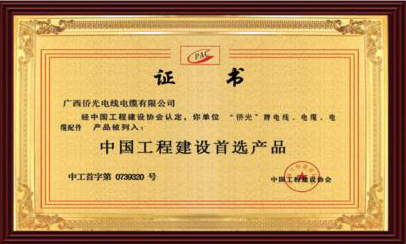 PAC
证书
广西侨光电线电缆有限公司
经中国工程建设协会认定，你单位 “侨光”牌电线、电缆、电
缆配件 产品被列入：
中国工程建设首选产品
中工首字第 0739320 号
中国工程建设协会